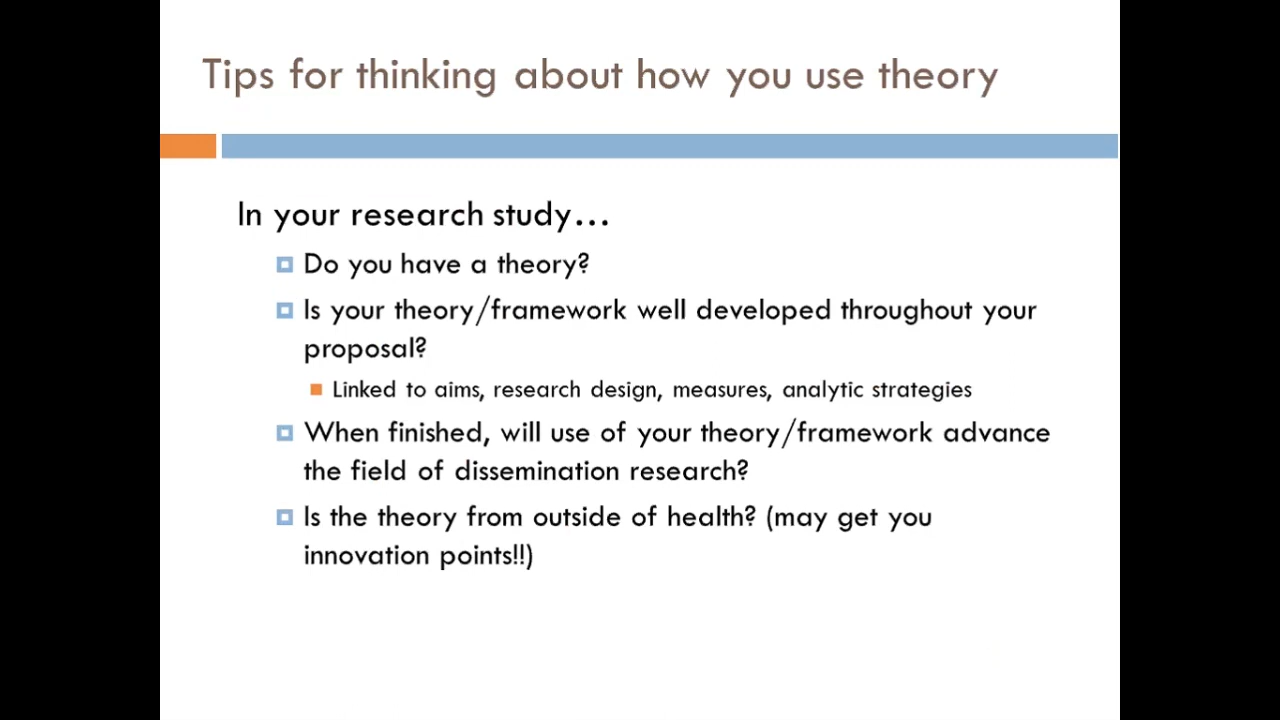 Tips for thinking about how you use theory
In your research study...
Do you have a theory?
Is your theory/framework well developed throughout your
proposal?
Linked to aims, research design, measures, analytic strategies
When finished, will use of your theory/framework advance
the field of dissemination research?
Is the theory from outside of health? (may get you
innovation points!!)